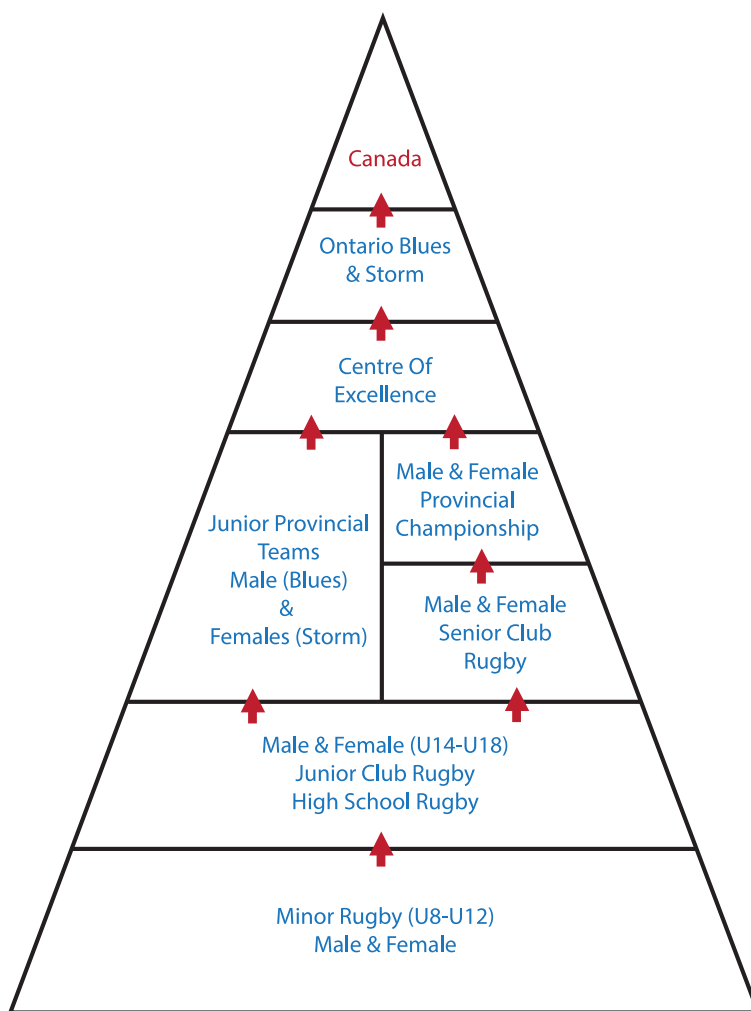 Canada
Ontario Blues
& Storm
Centre Of
Excellence
Junior Provincial
Teams
Male (Blues)
&
Females (Storm)
Male & Female
Provincial
Championship
Male & Female
Senior Club
Rugby
Male & Female (U14-U18)
Junior Club Rugby
High School Rugby
Minor Rugby (U8-U12)
Male & Female